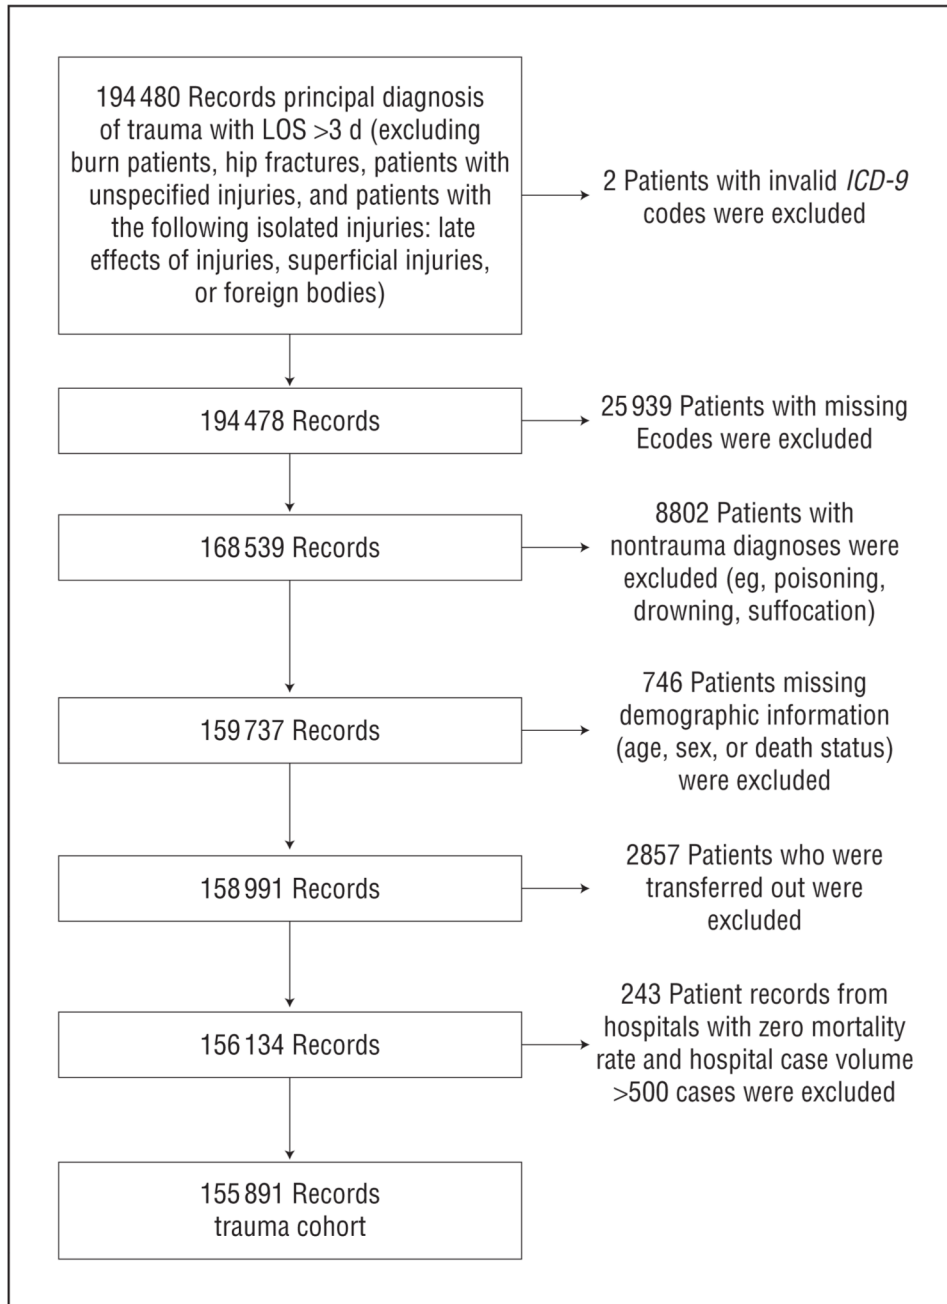 194 480 Records principal diagnosis
of trauma with LOS >3 d (excluding
burn patients, hip fractures, patients with
unspecified injuries, and patients with
the following isolated injuries: late
effects of injuries, superficial injuries,
or foreign bodies)
2 Patients with invalid ICD-9
codes were excluded
194 478 Records
25 939 Patients with missing
Ecodes were excluded
168 539 Records
8802 Patients with
nontrauma diagnoses were
excluded (eg, poisoning,
drowning, suffocation)
159 737 Records
746 Patients missing
demographic information
(age, sex, or death status)
were excluded
158 991 Records
2857 Patients who were
transferred out were
excluded
156 134 Records
243 Patient records from
hospitals with zero mortality
rate and hospital case volume
>500 cases were excluded
155 891 Records
trauma cohort